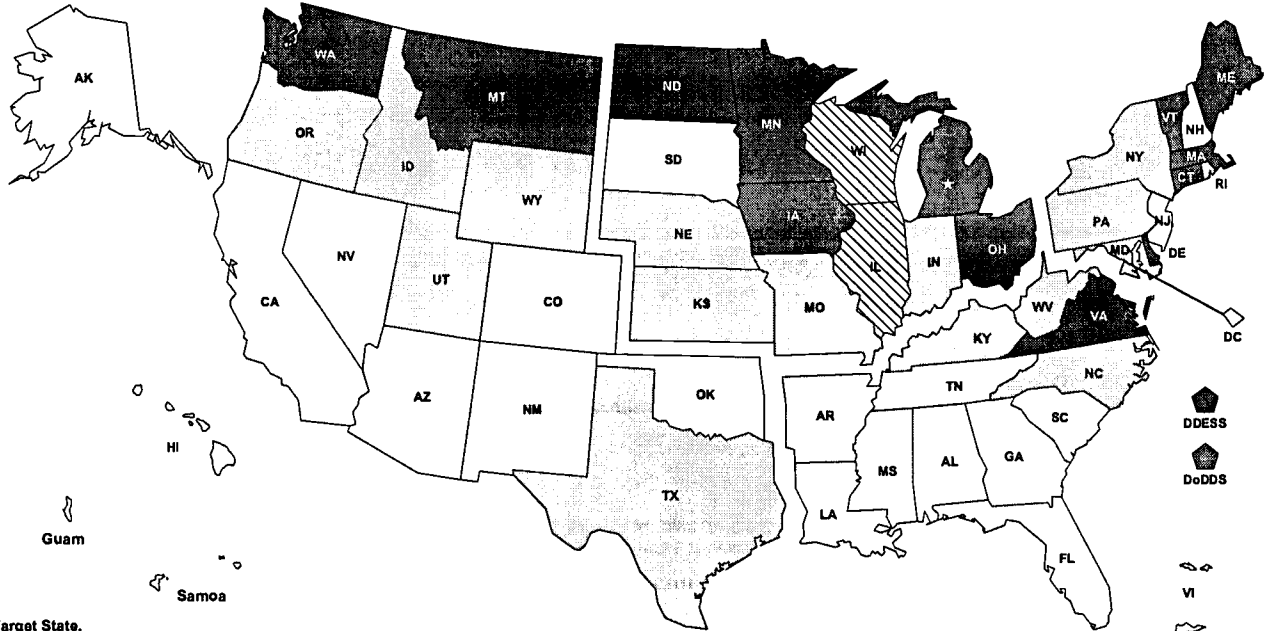 AK
WA
MT
ND
MN
ME
VT
NH
OR
ID
SD
WI
NY
MA
CT
RI
WY
IA
PA
NJ
NE
OH
MD
DE
NV
UT
IL
IN
CA
CO
KS
MO
WV
VA
DC
KY
NC
AZ
NM
OK
TN
AR
SC
DDESS
HI
MS
AL
GA
DoDDS
TX
LA
Guam
FL
VI
Samoa
Target State.